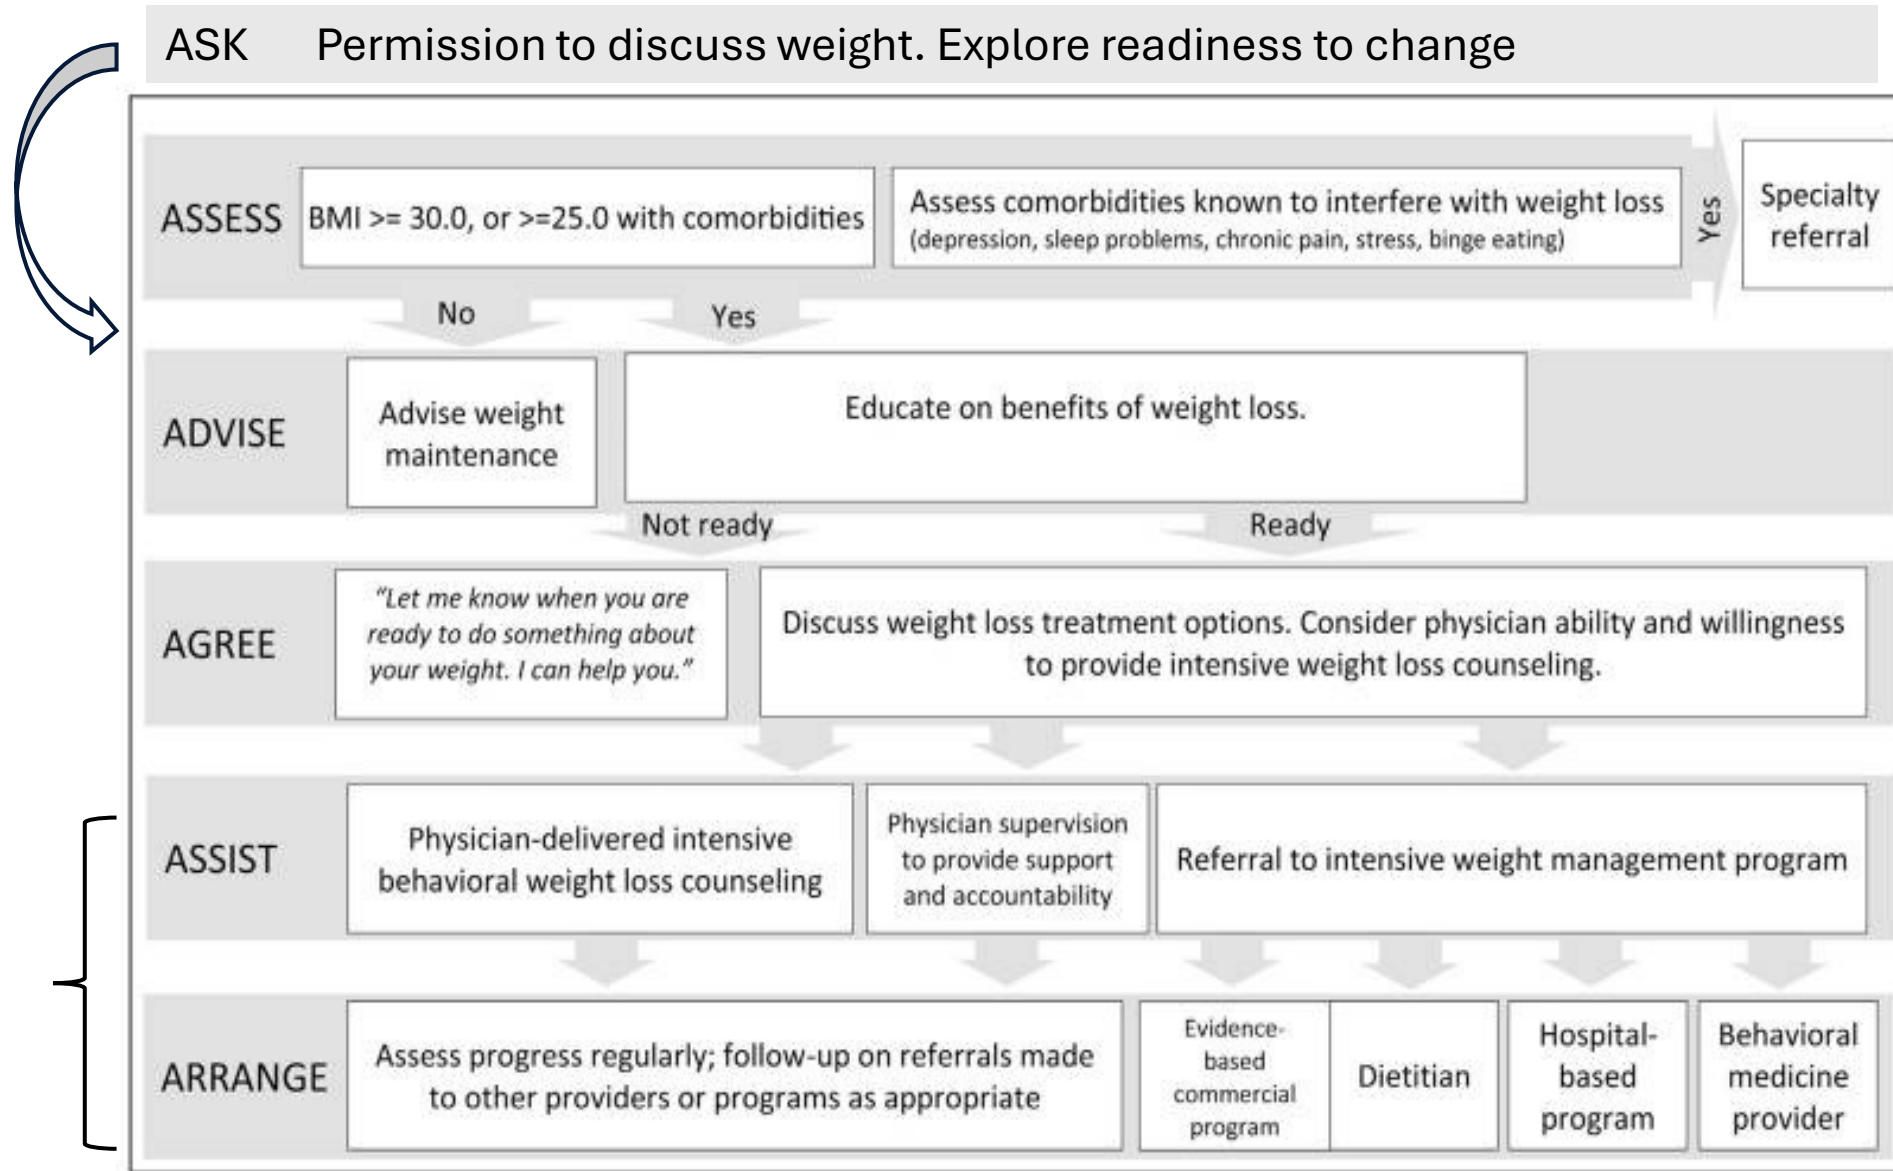 ASK Permission to discuss weight. Explore readiness to change
ASSESS
BMI >= 30.0, or >=25.0 with comorbidities
Assess comorbidities known to interfere with weight loss
(depression, sleep problems, chronic pain, stress, binge eating)
Yes
Specialty
referral
No
Yes
ADVISE
Advise weight
maintenance
Educate on benefits of weight loss.
Not ready
Ready
AGREE
"Let me know when you are
ready to do something about
your weight. I can help you."
Discuss weight loss treatment options. Consider physician ability and willingness
to provide intensive weight loss counseling.
ASSIST
Physician-delivered intensive
behavioral weight loss counseling
Physician supervision
to provide support
and accountability
Referral to intensive weight management program
ARRANGE
Assess progress regularly; follow-up on referrals made
to other providers or programs as appropriate
Evidence-
based
commercial
program
Dietitian
Hospital-
based
program
Behavioral
medicine
provider